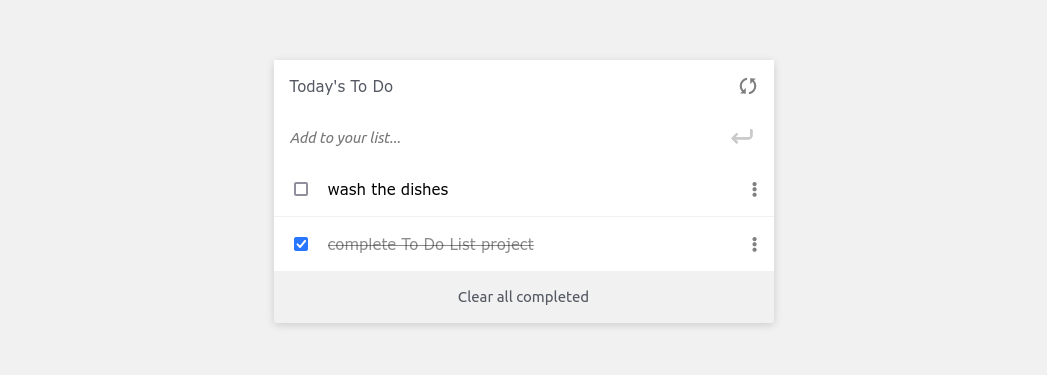 Today's To Do
Add to your list...
wash the dishes
complete To Do List project
Clear all completed